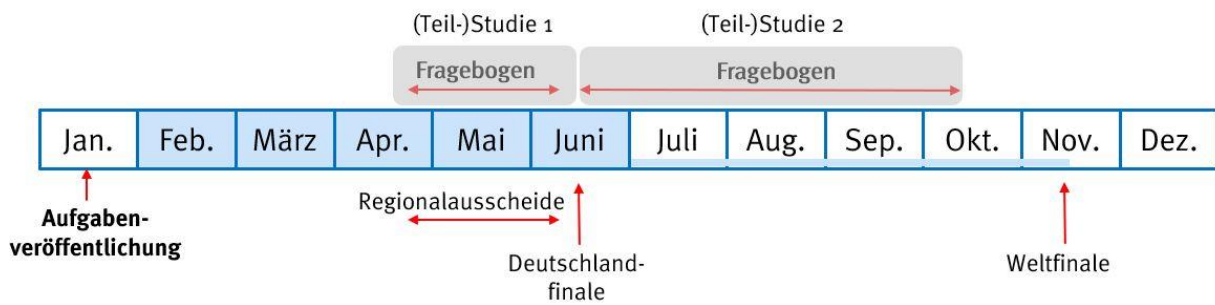 (Teil-)Studie 1
(Teil-)Studie 2
Fragebogen
Fragebogen
Jan. Feb. März Apr. Mai Juni Juli Aug. Sep. Okt. Nov. Dez.
Regionalausscheide
Aufgaben-
veröffentlichung
Deutschland-
finale
Weltfinale